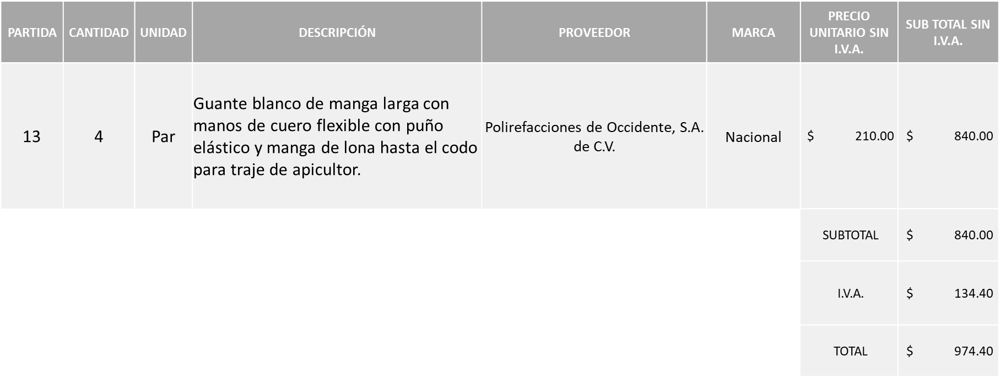 PARTIDA CANTIDAD UNIDAD DESCRIPCIÓN PROVEEDOR MARCA PRECIO UNITARIO SIN I.V.A. SUB TOTAL SIN I.V.A.
13 4 Par
Guante blanco de manga larga con
manos de cuero flexible con puño
elástico y manga de lona hasta el codo
para traje de apicultor.
Polirefacciones de Occidente, S.A.
de C.V.
Nacional
$ 210.00 $ 840.00
SUBTOTAL $ 840.00
I.V.A. $ 134.40
TOTAL $ 974.40